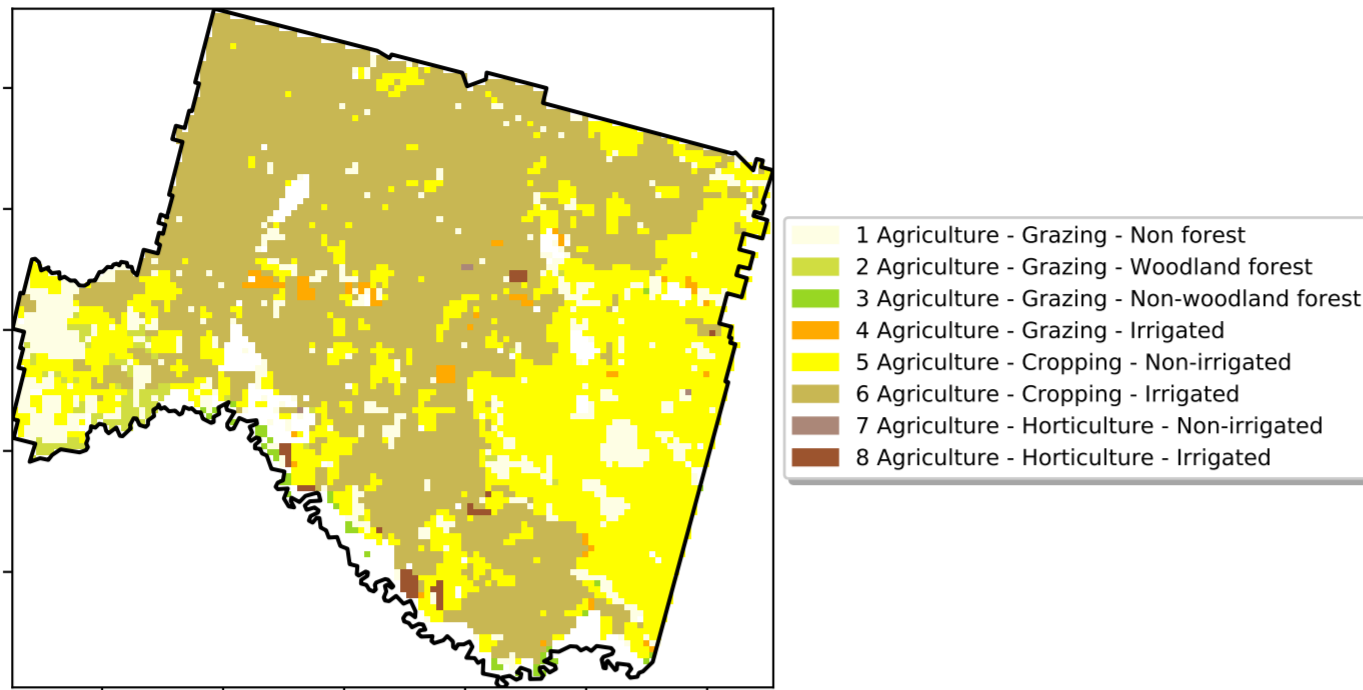 1 Agriculture - Grazing - Non forest
2 Agriculture - Grazing - Woodland forest
3 Agriculture - Grazing - Non-woodland forest
4 Agriculture - Grazing - Irrigated
5 Agriculture - Cropping - Non-irrigated
6 Agriculture - Cropping - Irrigated
7 Agriculture - Horticulture - Non-irrigated
8 Agriculture - Horticulture - Irrigated